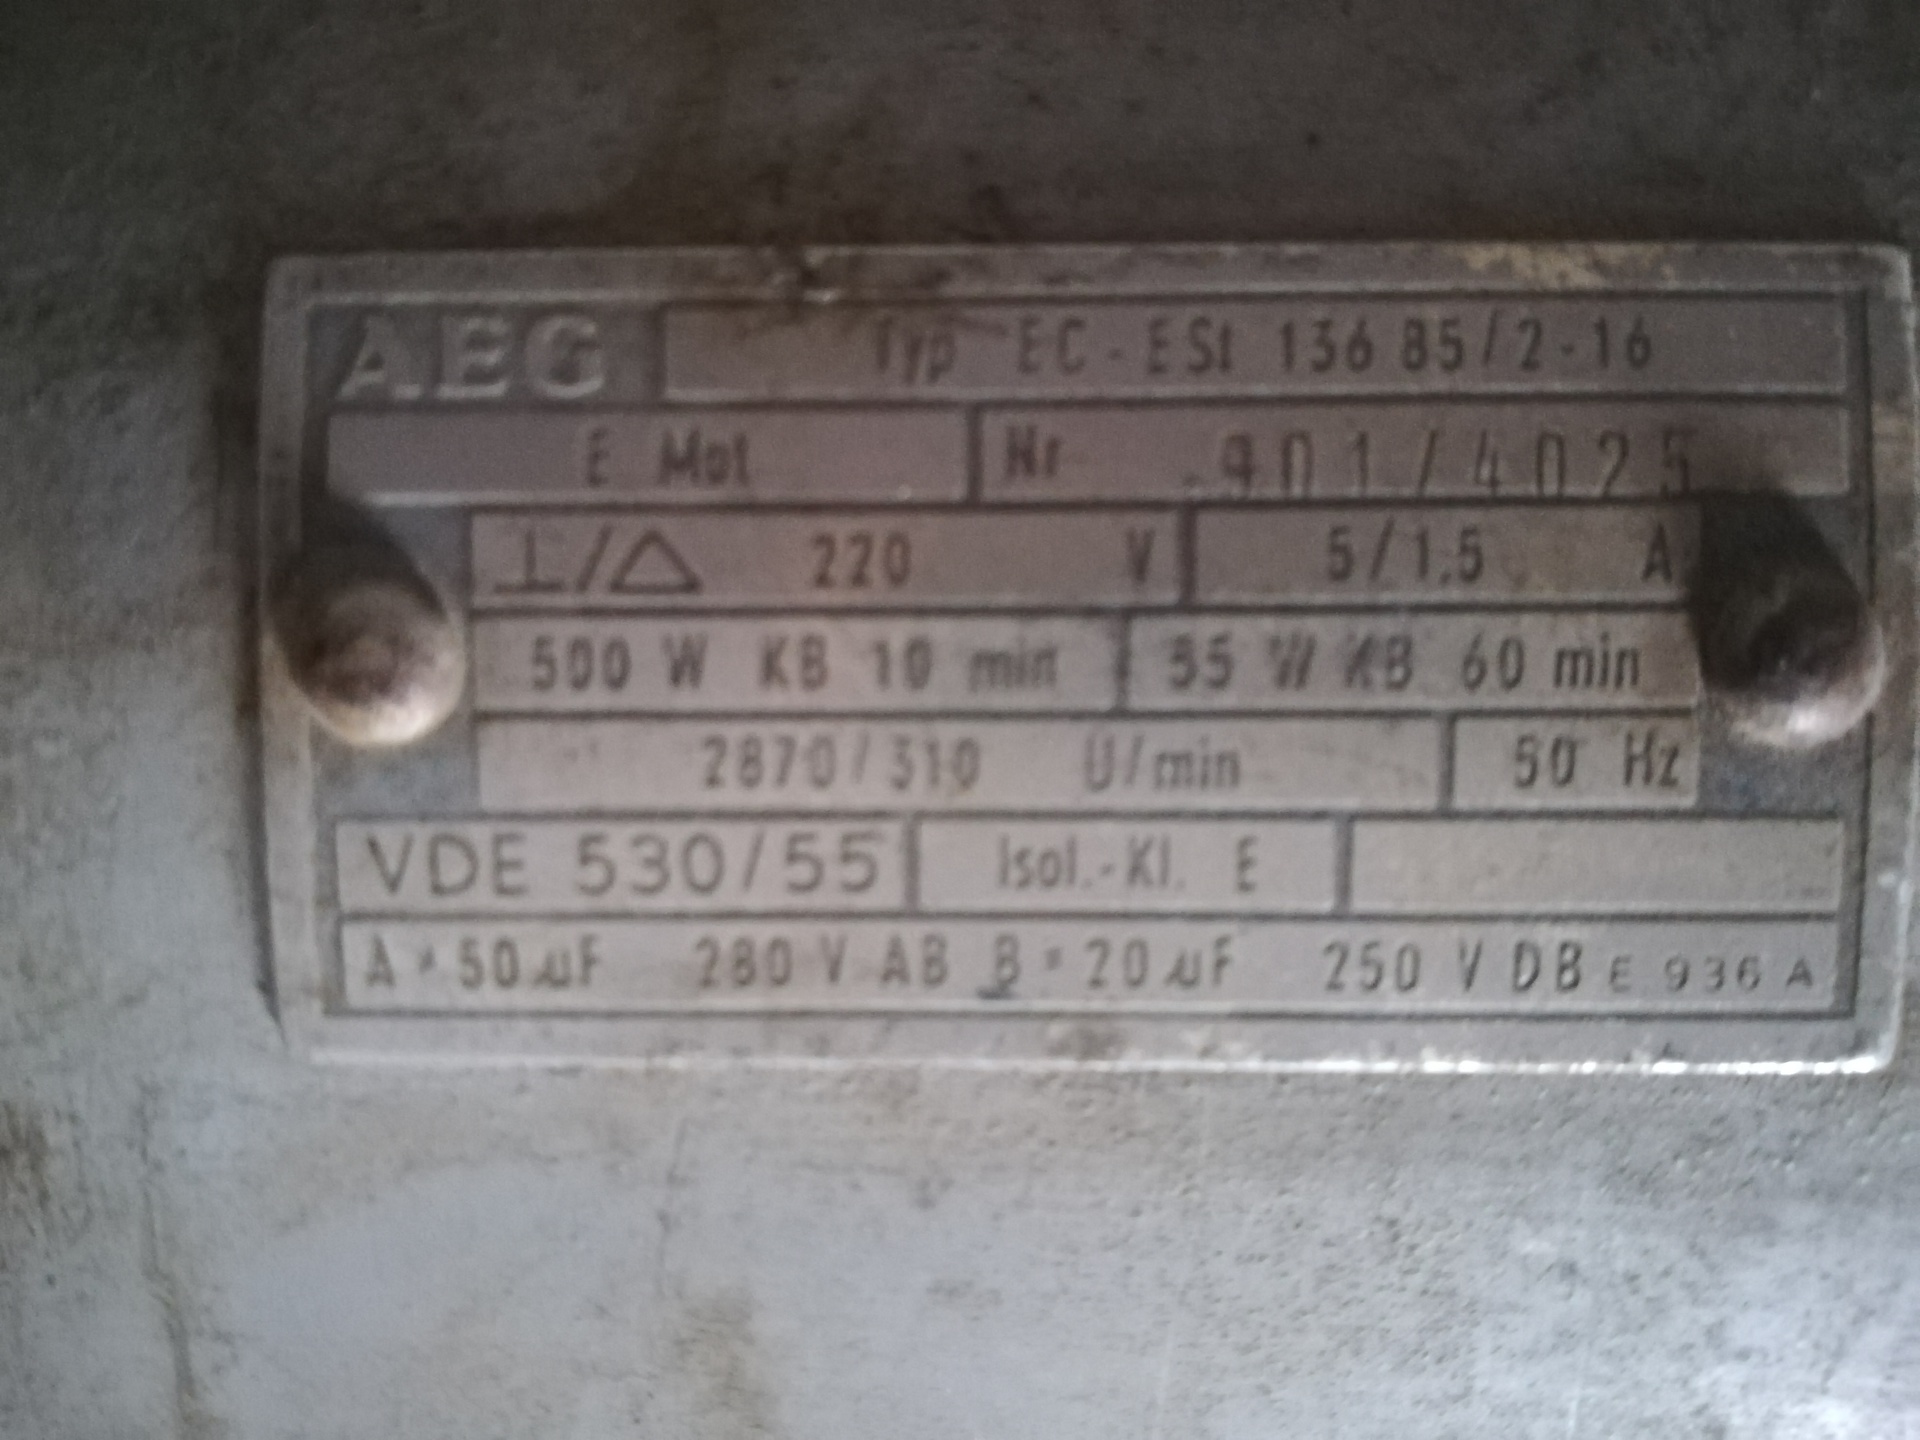 AEG Typ EC-ESt 136 85/2-16
E Mot Nr 901/4025
⊥/△ 220 V 5/1.5 A
500 W KB 10 min 55 W KB 60 min
2870/310 U/min 50 Hz
VDE 530/55 Isol.-Kl. E
A = 50 µF 280 V AB B = 20 µF 250 V DB E 936 A